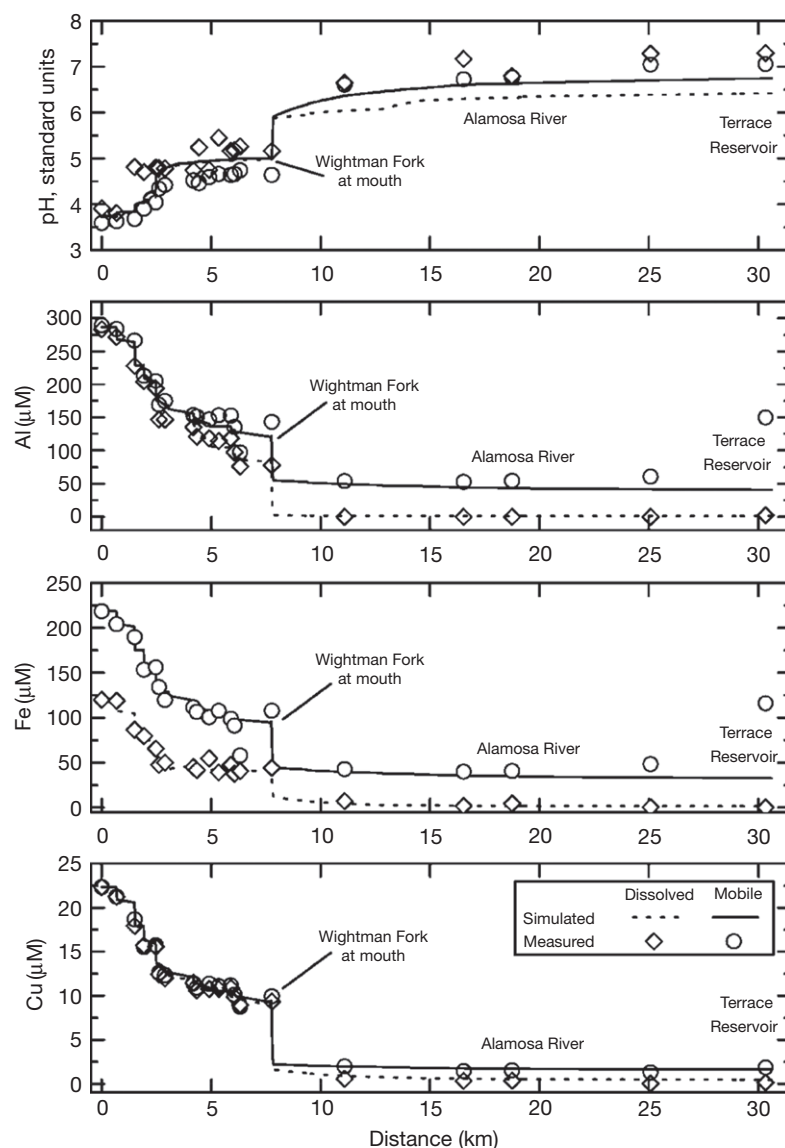 8
7
6
5
4
3
pH, standard units
Alamosa River
Terrace
Reservoir
Wightman Fork
at mouth
0 5 10 15 20 25 30
300
250
200
150
100
50
0
Al (μM)
Wightman Fork
at mouth
Alamosa River
Terrace
Reservoir
0 5 10 15 20 25 30
250
200
150
100
50
0
Fe (μM)
Wightman Fork
at mouth
Alamosa River
Terrace
Reservoir
0 5 10 15 20 25 30
25
20
15
10
5
0
Cu (μM)
Wightman Fork
at mouth
Dissolved Mobile
Simulated
Measured
Alamosa River
Terrace
Reservoir
0 5 10 15 20 25 30
Distance (km)